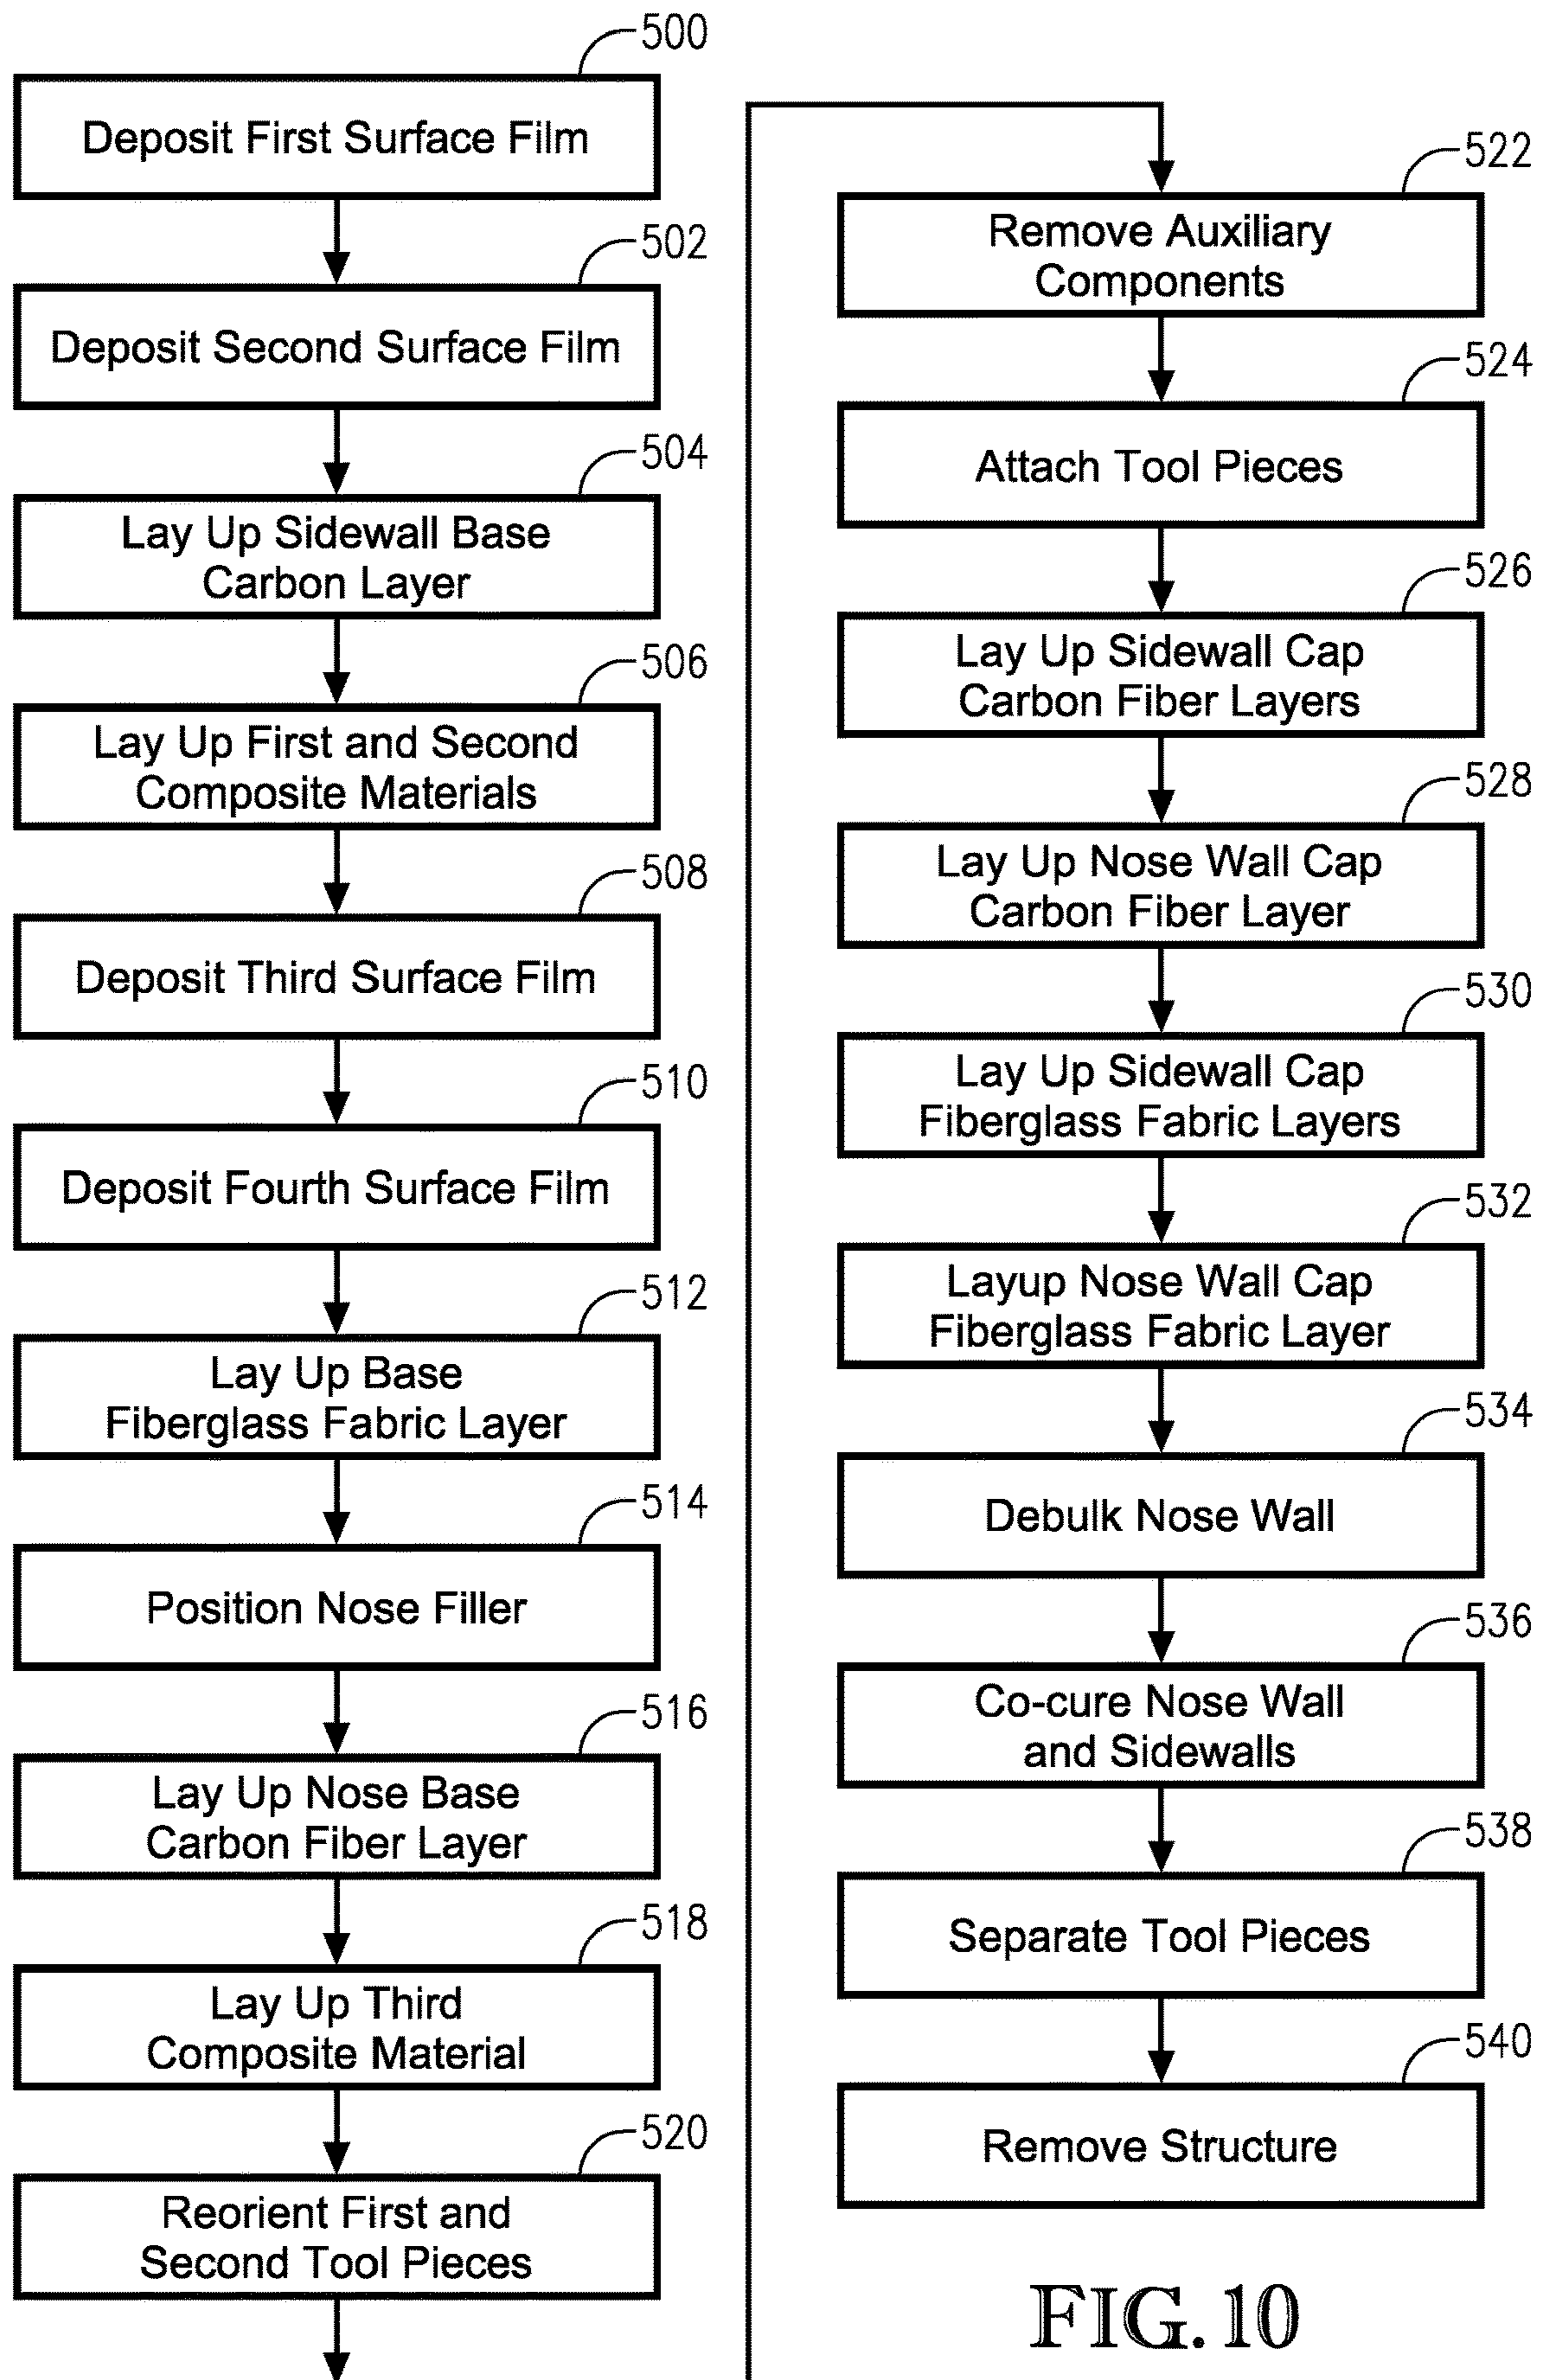 500
Deposit First Surface Film
502
Deposit Second Surface Film
504
Lay Up Sidewall Base
Carbon Layer
506
Lay Up First and Second
Composite Materials
508
Deposit Third Surface Film
510
Deposit Fourth Surface Film
512
Lay Up Base
Fiberglass Fabric Layer
514
Position Nose Filler
516
Lay Up Nose Base
Carbon Fiber Layer
518
Lay Up Third
Composite Material
520
Reorient First and
Second Tool Pieces
522
Remove Auxiliary
Components
524
Attach Tool Pieces
526
Lay Up Sidewall Cap
Carbon Fiber Layers
528
Lay Up Nose Wall Cap
Carbon Fiber Layer
530
Lay Up Sidewall Cap
Fiberglass Fabric Layers
532
Layup Nose Wall Cap
Fiberglass Fabric Layer
534
Debulk Nose Wall
536
Co-cure Nose Wall
and Sidewalls
538
Separate Tool Pieces
540
Remove Structure
FIG. 10